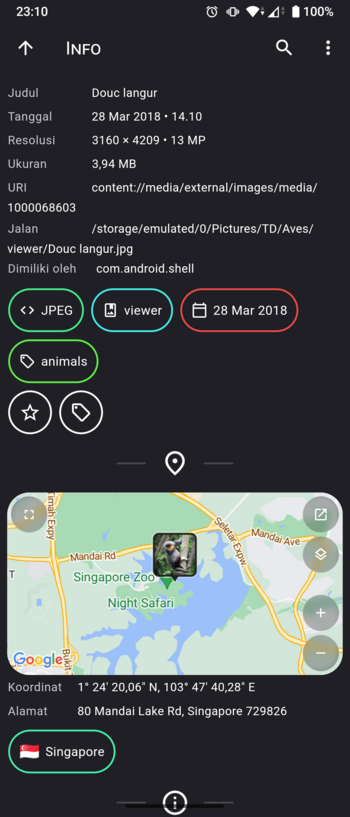 23:10 100%
Info
Judul Douc langur
Tanggal 28 Mar 2018 • 14.10
Resolusi 3160 × 4209 • 13 MP
Ukuran 3,94 MB
URI content://media/external/images/media/
1000068603
Jalan /storage/emulated/0/Pictures/TD/Aves/
viewer/Douc langur.jpg
Dimiliki oleh com.android.shell
JPEG viewer 28 Mar 2018
animals
Timah Expy
Seletar Expy
Mandai Ave
Mandai Rd
T
Singapore Zoo
Night Safari
Bukit
Google
Koordinat 1° 24' 20,06" N, 103° 47' 40,28" E
Alamat 80 Mandai Lake Rd, Singapore 729826
Singapore